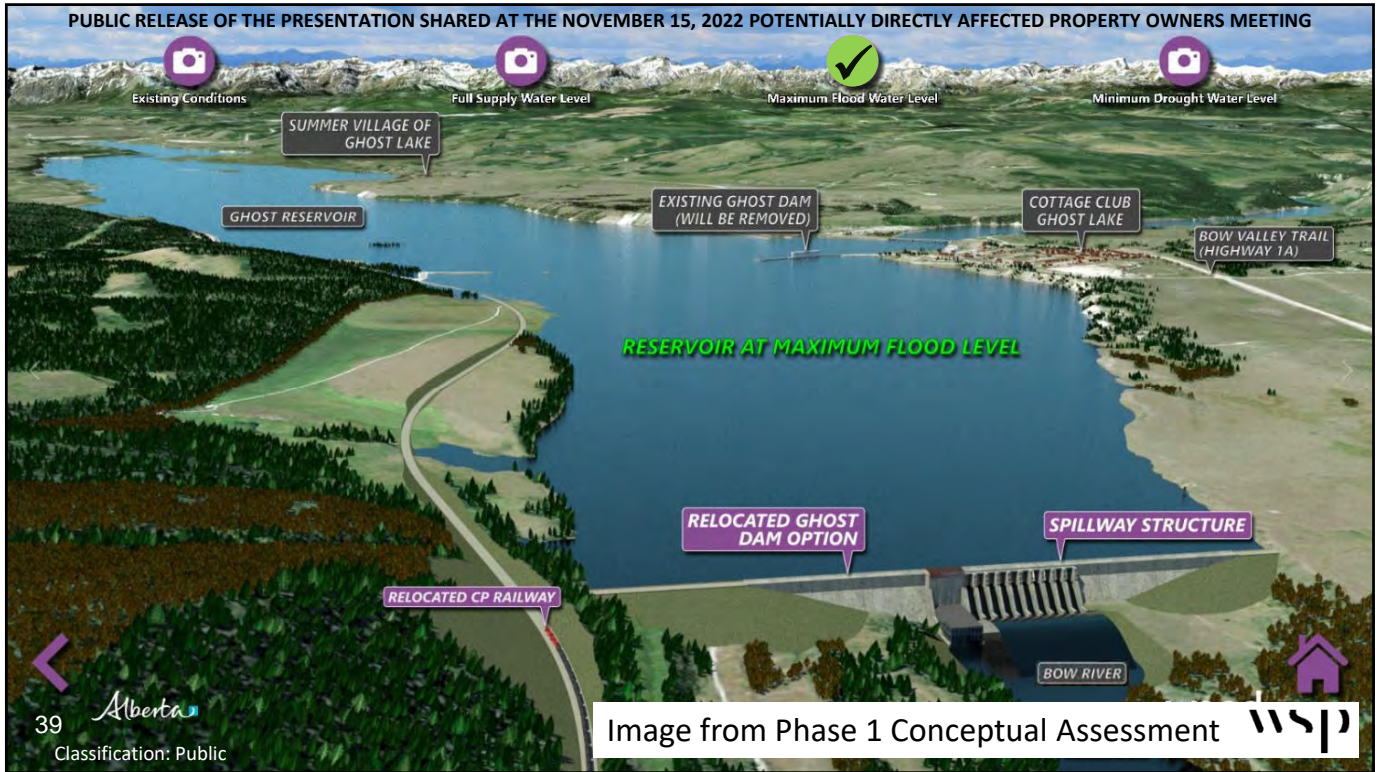 PUBLIC RELEASE OF THE PRESENTATION SHARED AT THE NOVEMBER 15, 2022 POTENTIALLY DIRECTLY AFFECTED PROPERTY OWNERS MEETING
Existing Conditions
Full Supply Water Level
Maximum Flood Water Level
Minimum Drought Water Level
SUMMER VILLAGE OF
GHOST LAKE
GHOST RESERVOIR
EXISTING GHOST DAM
(WILL BE REMOVED)
COTTAGE CLUB
GHOST LAKE
BOW VALLEY TRAIL
(HIGHWAY 1A)
RESERVOIR AT MAXIMUM FLOOD LEVEL
RELOCATED GHOST
DAM OPTION
SPILLWAY STRUCTURE
RELOCATED CP RAILWAY
BOW RIVER
Alberta
39
Classification: Public
Image from Phase 1 Conceptual Assessment
wsp